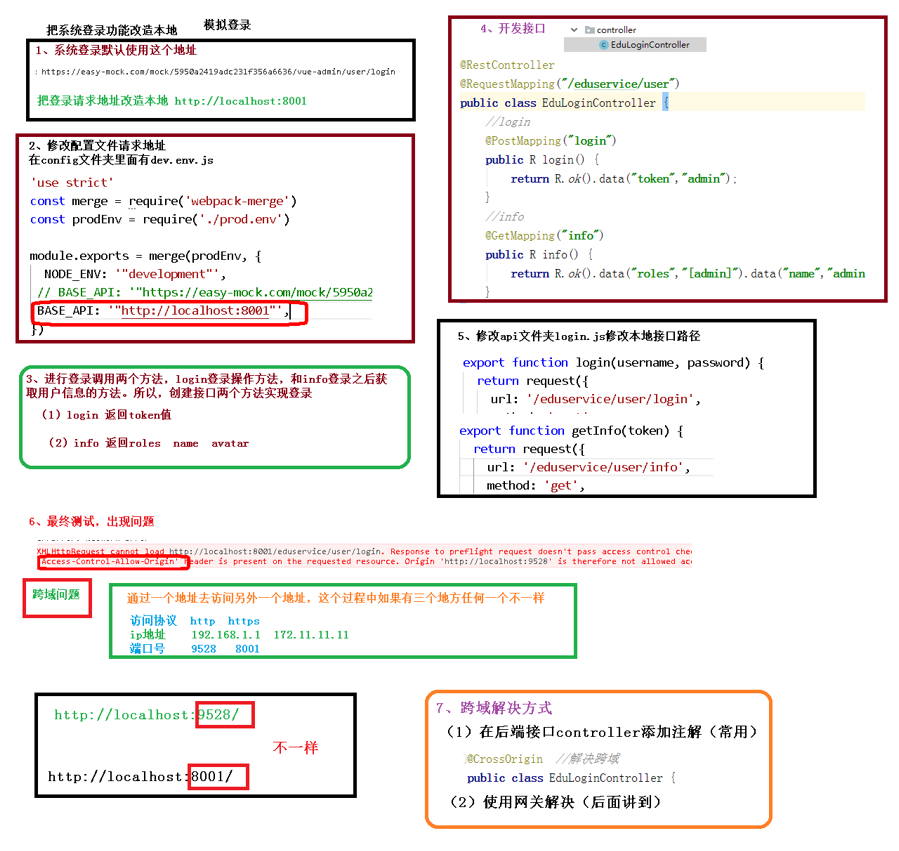 把系统登录功能改造本地
模拟登录
1、系统登录默认使用这个地址
: https://easy-mock.com/mock/5950a2419adc231f356a6636/vue-admin/user/login
把登录请求地址改造本地 http://localhost:8001
2、修改配置文件请求地址
在config文件夹里面有dev.env.js
'use strict'
const merge = require('webpack-merge')
const prodEnv = require('./prod.env')
module.exports = merge(prodEnv, {
NODE_ENV: '"development"',
// BASE_API: '"https://easy-mock.com/mock/5950a2
BASE_API: '"http://localhost:8001"',
})
3、进行登录调用两个方法，login登录操作方法，和info登录之后获
取用户信息的方法。所以，创建接口两个方法实现登录
（1）login 返回token值
（2）info 返回roles name avatar
4、开发接口
controller
EduLoginController
@RestController
@RequestMapping("/eduservice/user")
public class EduLoginController {
//login
@PostMapping("login")
public R login() {
return R.ok().data("token","admin");
}
//info
@GetMapping("info")
public R info() {
return R.ok().data("roles","[admin]").data("name","admin
}
5、修改api文件夹login.js修改本地接口路径
export function login(username, password) {
return request({
url: '/eduservice/user/login',
export function getInfo(token) {
return request({
url: '/eduservice/user/info',
method: 'get',
6、最终测试，出现问题
XMLHttpRequest cannot load http://localhost:8001/eduservice/user/login. Response to preflight request doesn't pass access control chec
'Access-Control-Allow-Origin' header is present on the requested resource. Origin 'http://localhost:9528' is therefore not allowed ac
跨域问题
通过一个地址去访问另外一个地址，这个过程中如果有三个地方任何一个不一样
访问协议 http https
ip地址 192.168.1.1 172.11.11.11
端口号 9528 8001
http://localhost:9528/
不一样
http://localhost:8001/
7、跨域解决方式
（1）在后端接口controller添加注解（常用）
@CrossOrigin //解决跨域
public class EduLoginController {
（2）使用网关解决（后面讲到）